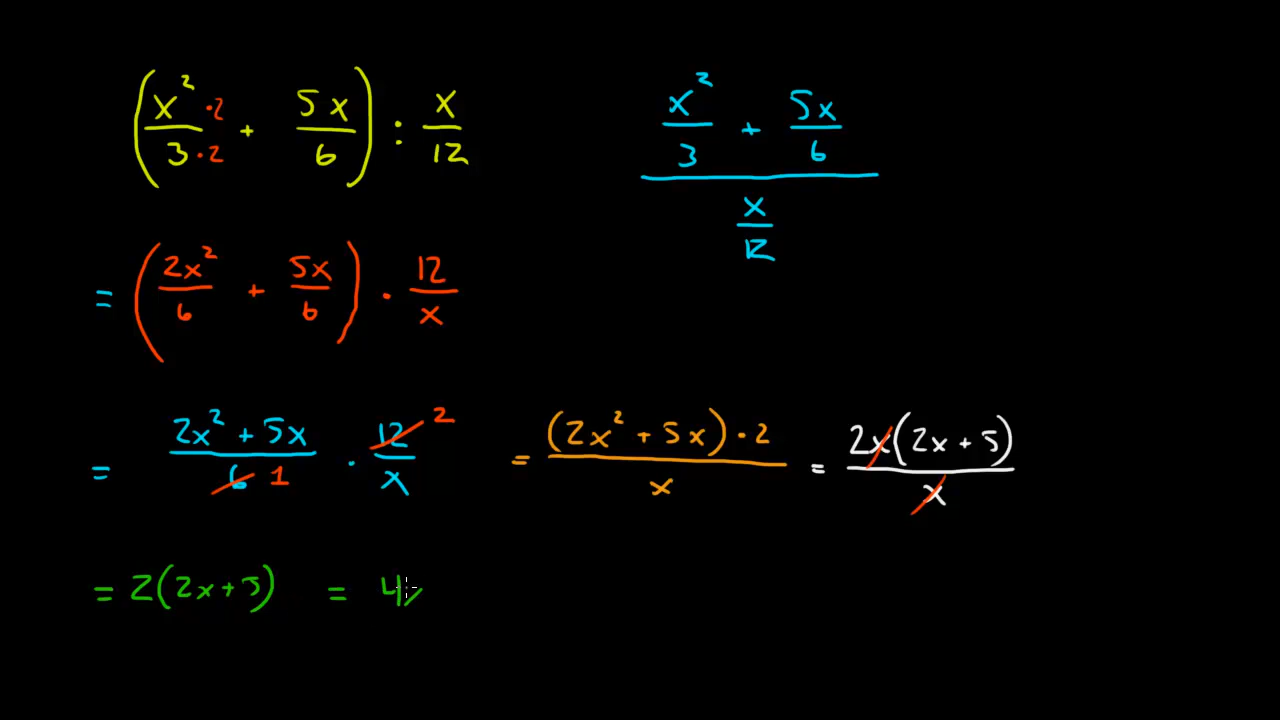 (x²·2/3·2 + 5x/6) : x/12
(x²/3 + 5x/6)/(x/12)
= (2x²/6 + 5x/6) · 12/x
= (2x² + 5x)/6 1 · 12 2/x = ((2x² + 5x)·2)/x = 2x(2x+5)/x
= 2(2x+5) = 4